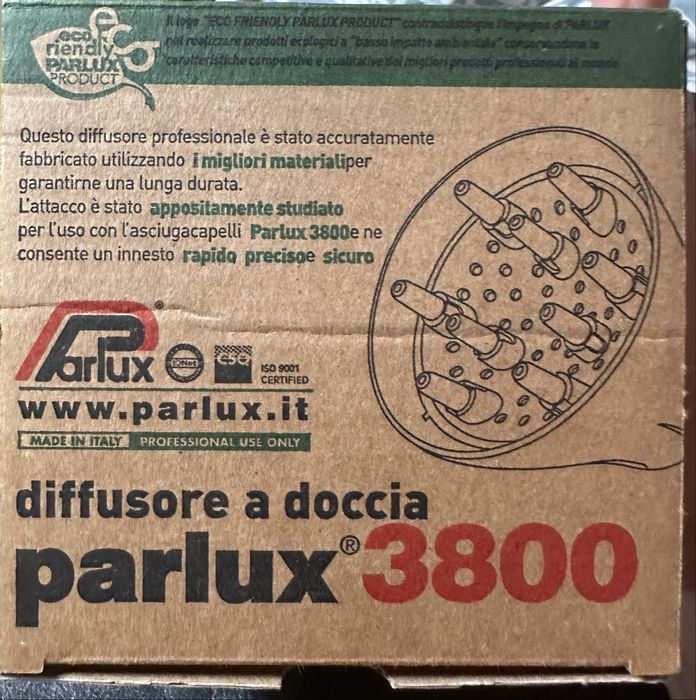 eco
friendly
PARLUX
PRODUCT
eco
Il logo "ECO FRIENDLY PARLUX PRODUCT" contraddistingue l'impegno di PARLUX
nel realizzare prodotti ecologici a "basso impatto ambientale" conservandone le
caratteristiche competitive e qualitative dei migliori prodotti professionali al mondo.
Questo diffusore professionale è stato accuratamente
fabbricato utilizzando i migliori materialiper
garantirne una lunga durata.
L'attacco è stato appositamente studiato
per l'uso con l'asciugacapelli Parlux 3800e ne
consente un innesto rapido, precisoe sicuro
Parlux®
IQNet
CSQ
ISO 9001
CERTIFIED
www.parlux.it
MADE IN ITALY PROFESSIONAL USE ONLY
diffusore a doccia
parlux®3800